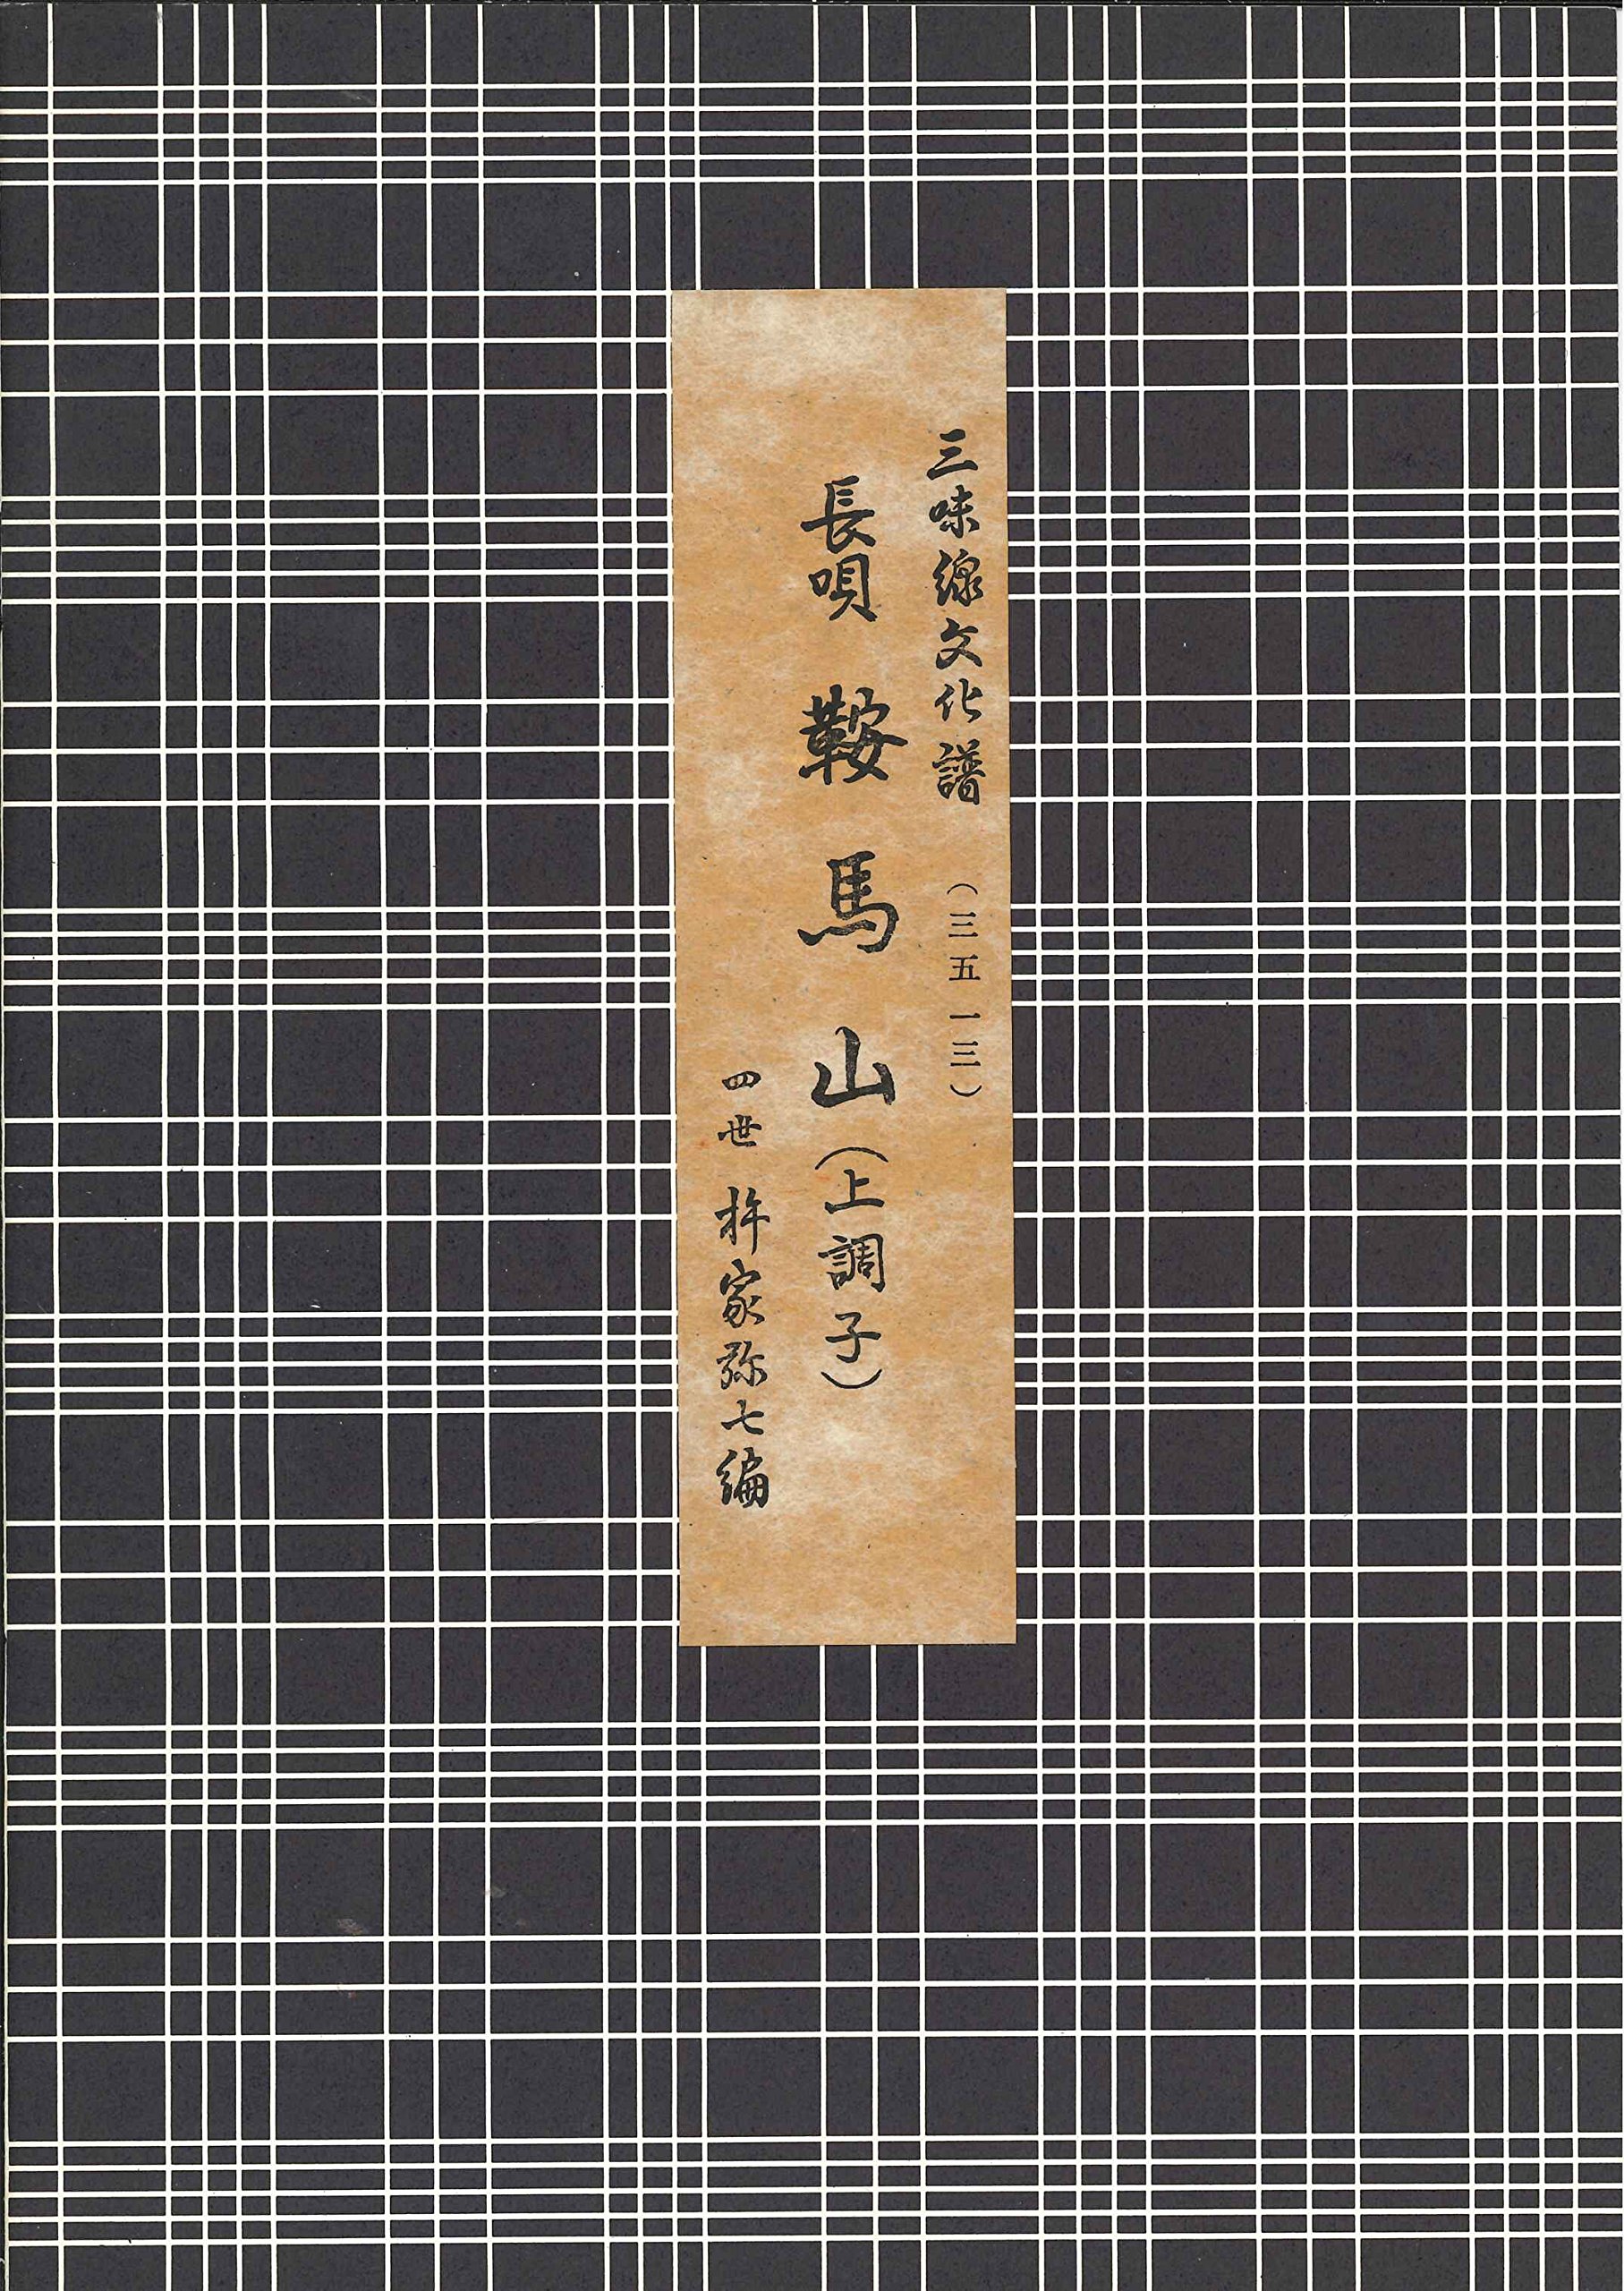 三味線文化譜 (三五一三)
長唄 鞍馬山(上調子)
四世 杵家弥七編